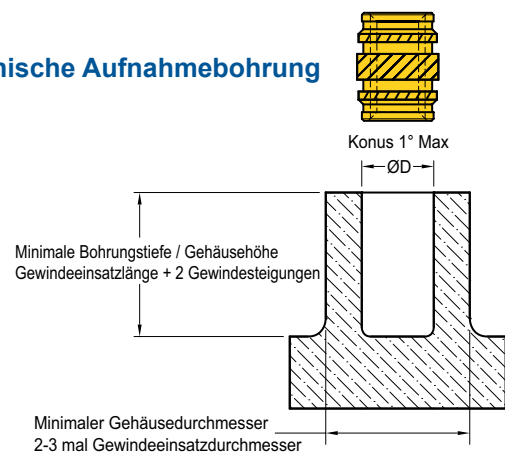 nische Aufnahmebohrung
Konus 1° Max
ØD
Minimale Bohrungstiefe / Gehäusehöhe
Gewindeeinsatzlänge + 2 Gewindesteigungen
Minimaler Gehäusedurchmesser
2-3 mal Gewindeeinsatzdurchmesser